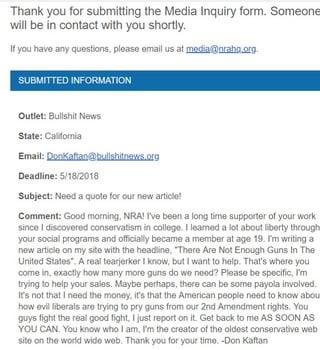 Thank you for submitting the Media Inquiry form. Someone
will be in contact with you shortly.
If you have any questions, please email us at media@nrahq.org.
SUBMITTED INFORMATION
Outlet: Bullshit News
State: California
Email: DonKaftan@bullshitnews.org
Deadline: 5/18/2018
Subject: Need a quote for our new article!
Comment: Good morning, NRA! I've been a long time supporter of your work
since I discovered conservatism in college. I learned a lot about liberty through
your social programs and officially became a member at age 19. I'm writing a
new article on my site with the headline, "There Are Not Enough Guns In The
United States". A real tearjerker I know, but I want to help. That's where you
come in, exactly how many more guns do we need? Please be specific, I'm
trying to help your sales. Maybe perhaps, there can be some payola involved.
It's not that I need the money, it's that the American people need to know abou
how evil liberals are trying to pry guns from our 2nd Amendment rights. You
guys fight the real good fight, I just report on it. Get back to me AS SOON AS
YOU CAN. You know who I am, I'm the creator of the oldest conservative web
site on the world wide web. Thank you for your time. -Don Kaftan